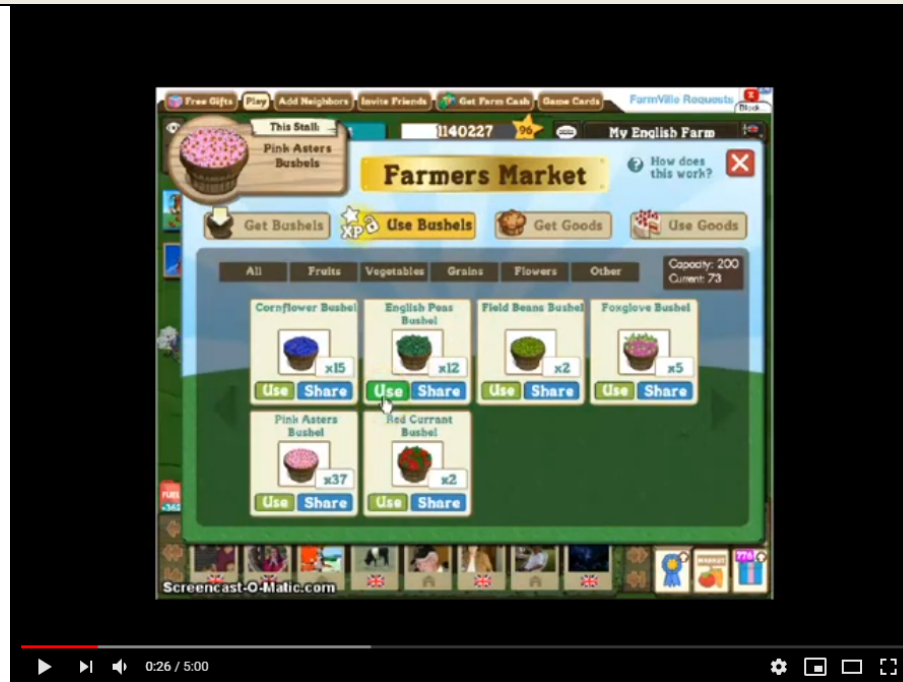 Free Gifts Play Add Neighbors Invite Friends Get Farm Cash Game Cards FarmVille Requests
Block
This Stall:
1140227 96 My English Farm
Pink Asters
Bushels
Farmers Market
How does
this work?
Get Bushels XP Use Bushels Get Goods Use Goods
All Fruits Vegetables Grains Flowers Other
Capacity: 200
Current: 73
Cornflower Bushel
x15
Use Share
English Peas
Bushel
x12
Use Share
Field Beans Bushel
x2
Use Share
Foxglove Bushel
x5
Use Share
Pink Asters
Bushel
x37
Use Share
Red Currant
Bushel
x2
Use Share
FUEL
MARKET
776
Screencast-O-Matic.com
0:26 / 5:00